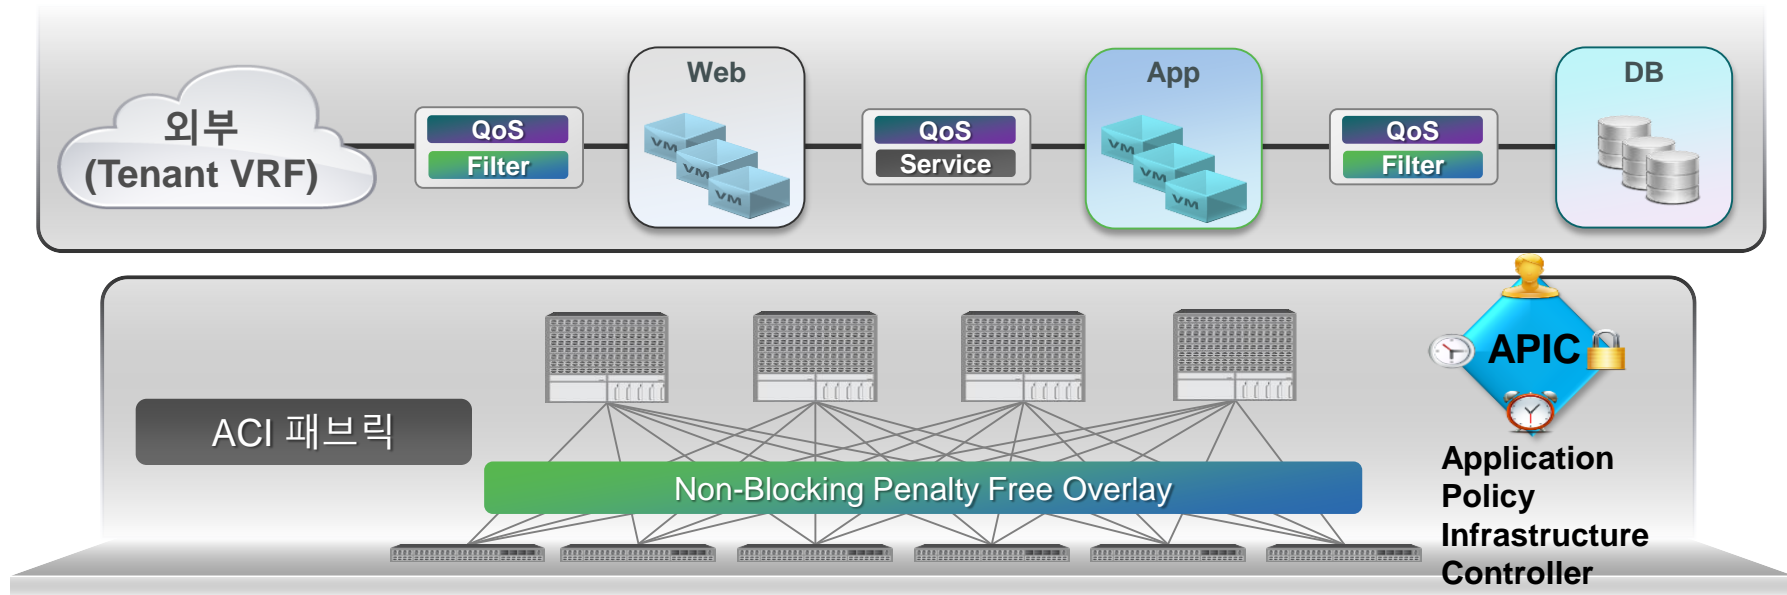 Web
App
DB
외부
(Tenant VRF)
QoS
Filter
QoS
Service
QoS
Filter
VM
VM
VM
VM
VM
VM
APIC
ACI 패브릭
Non-Blocking Penalty Free Overlay
Application
Policy
Infrastructure
Controller